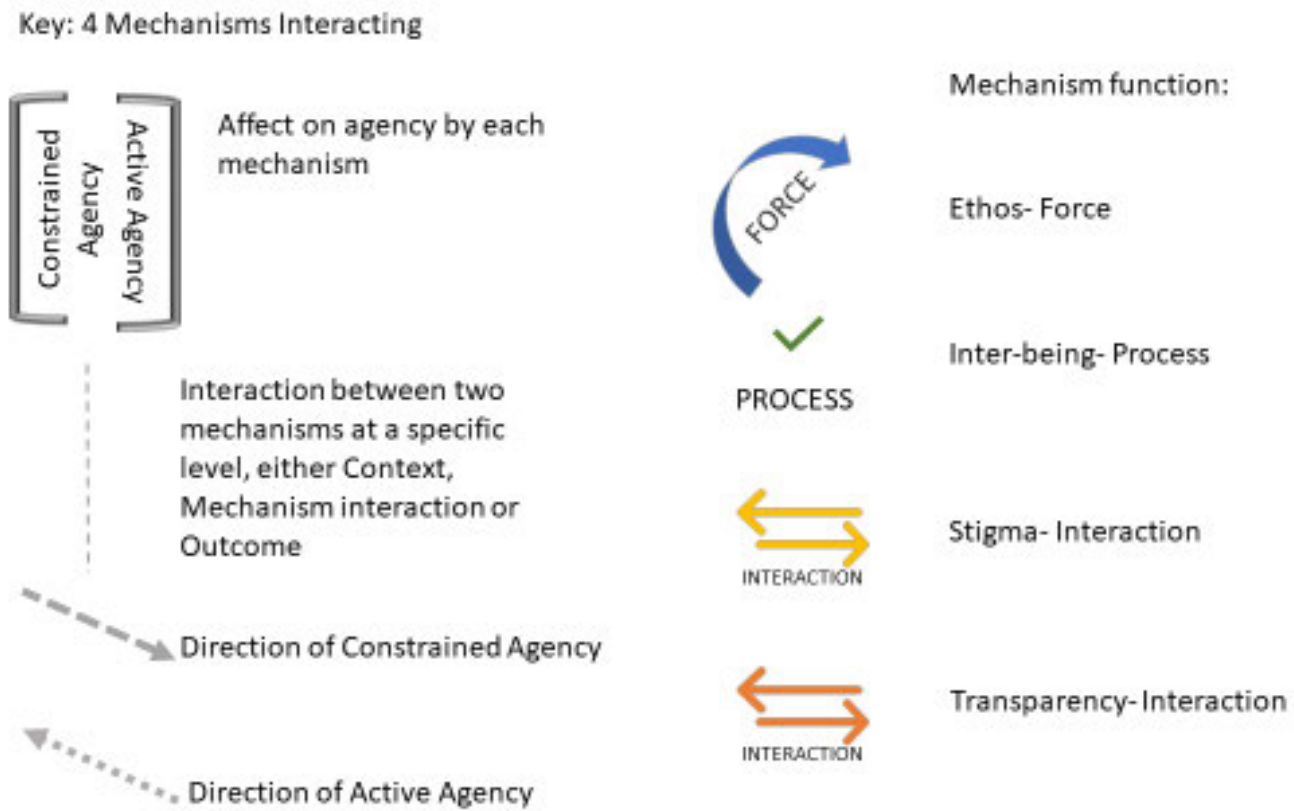 Key: 4 Mechanisms Interacting
Constrained
Agency
Active Agency
Affect on agency by each
mechanism
Interaction between two
mechanisms at a specific
level, either Context,
Mechanism interaction or
Outcome
Direction of Constrained Agency
Direction of Active Agency
Mechanism function:
FORCE
Ethos- Force
PROCESS
Inter-being- Process
INTERACTION
Stigma- Interaction
INTERACTION
Transparency- Interaction